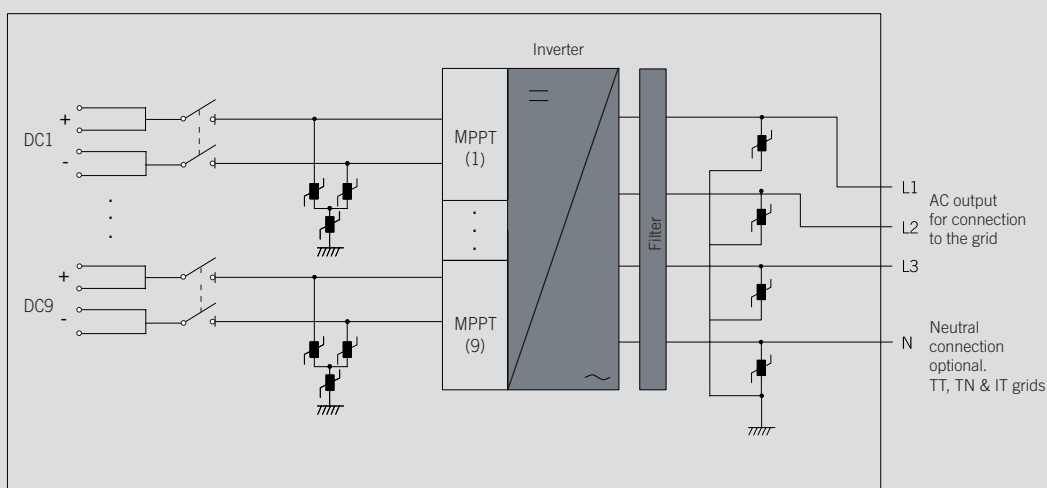 Inverter
+
DC1
-
MPPT
(1)
+
DC9
-
MPPT
(9)
Filter
L1
L2
L3
N
AC output
for connection
to the grid
Neutral
connection
optional.
TT, TN & IT grids